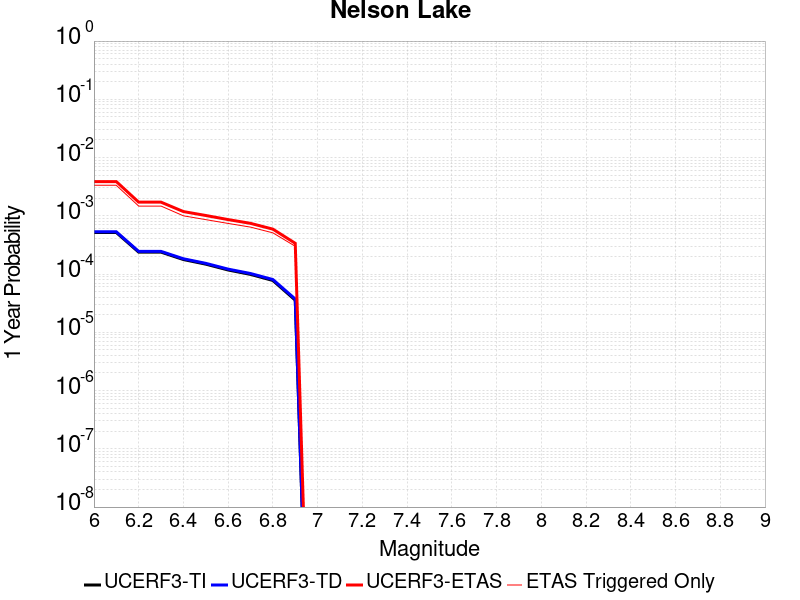 Nelson Lake
10^0
10^-1
10^-2
10^-3
10^-4
10^-5
10^-6
10^-7
10^-8
1 Year Probability
6 6.2 6.4 6.6 6.8 7 7.2 7.4 7.6 7.8 8 8.2 8.4 8.6 8.8 9
Magnitude
UCERF3-TI UCERF3-TD UCERF3-ETAS ETAS Triggered Only